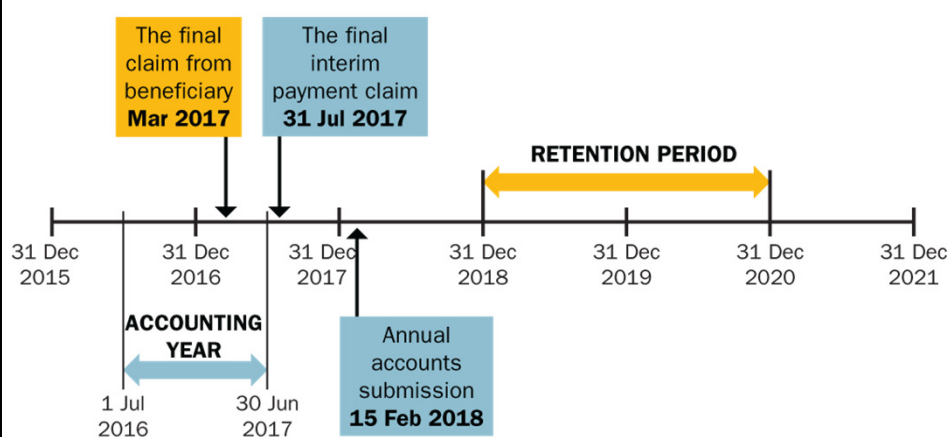 The final
claim from
beneficiary
Mar 2017
The final
interim
payment claim
31 Jul 2017
RETENTION PERIOD
31 Dec
2015
31 Dec
2016
31 Dec
2017
31 Dec
2018
31 Dec
2019
31 Dec
2020
31 Dec
2021
ACCOUNTING
YEAR
1 Jul
2016
30 Jun
2017
Annual
accounts
submission
15 Feb 2018